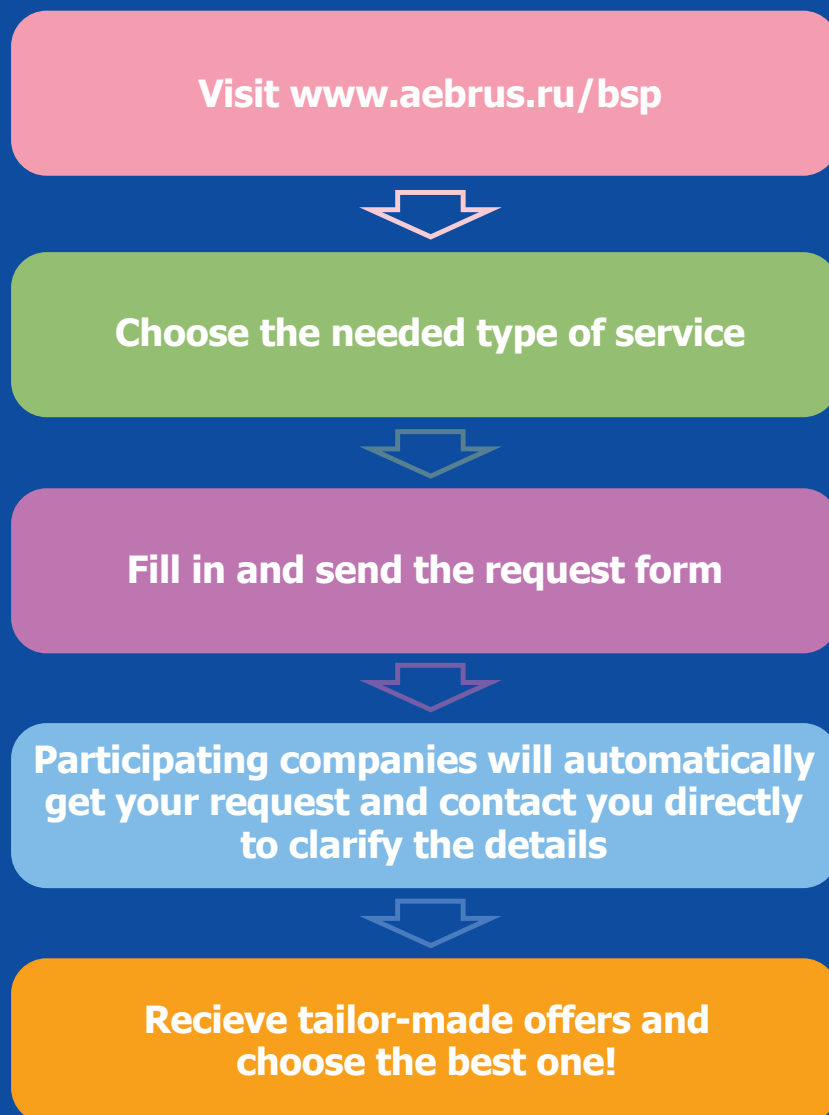 Visit www.aebrus.ru/bsp
Choose the needed type of service
Fill in and send the request form
Participating companies will automatically
get your request and contact you directly
to clarify the details
Recieve tailor-made offers and
choose the best one!